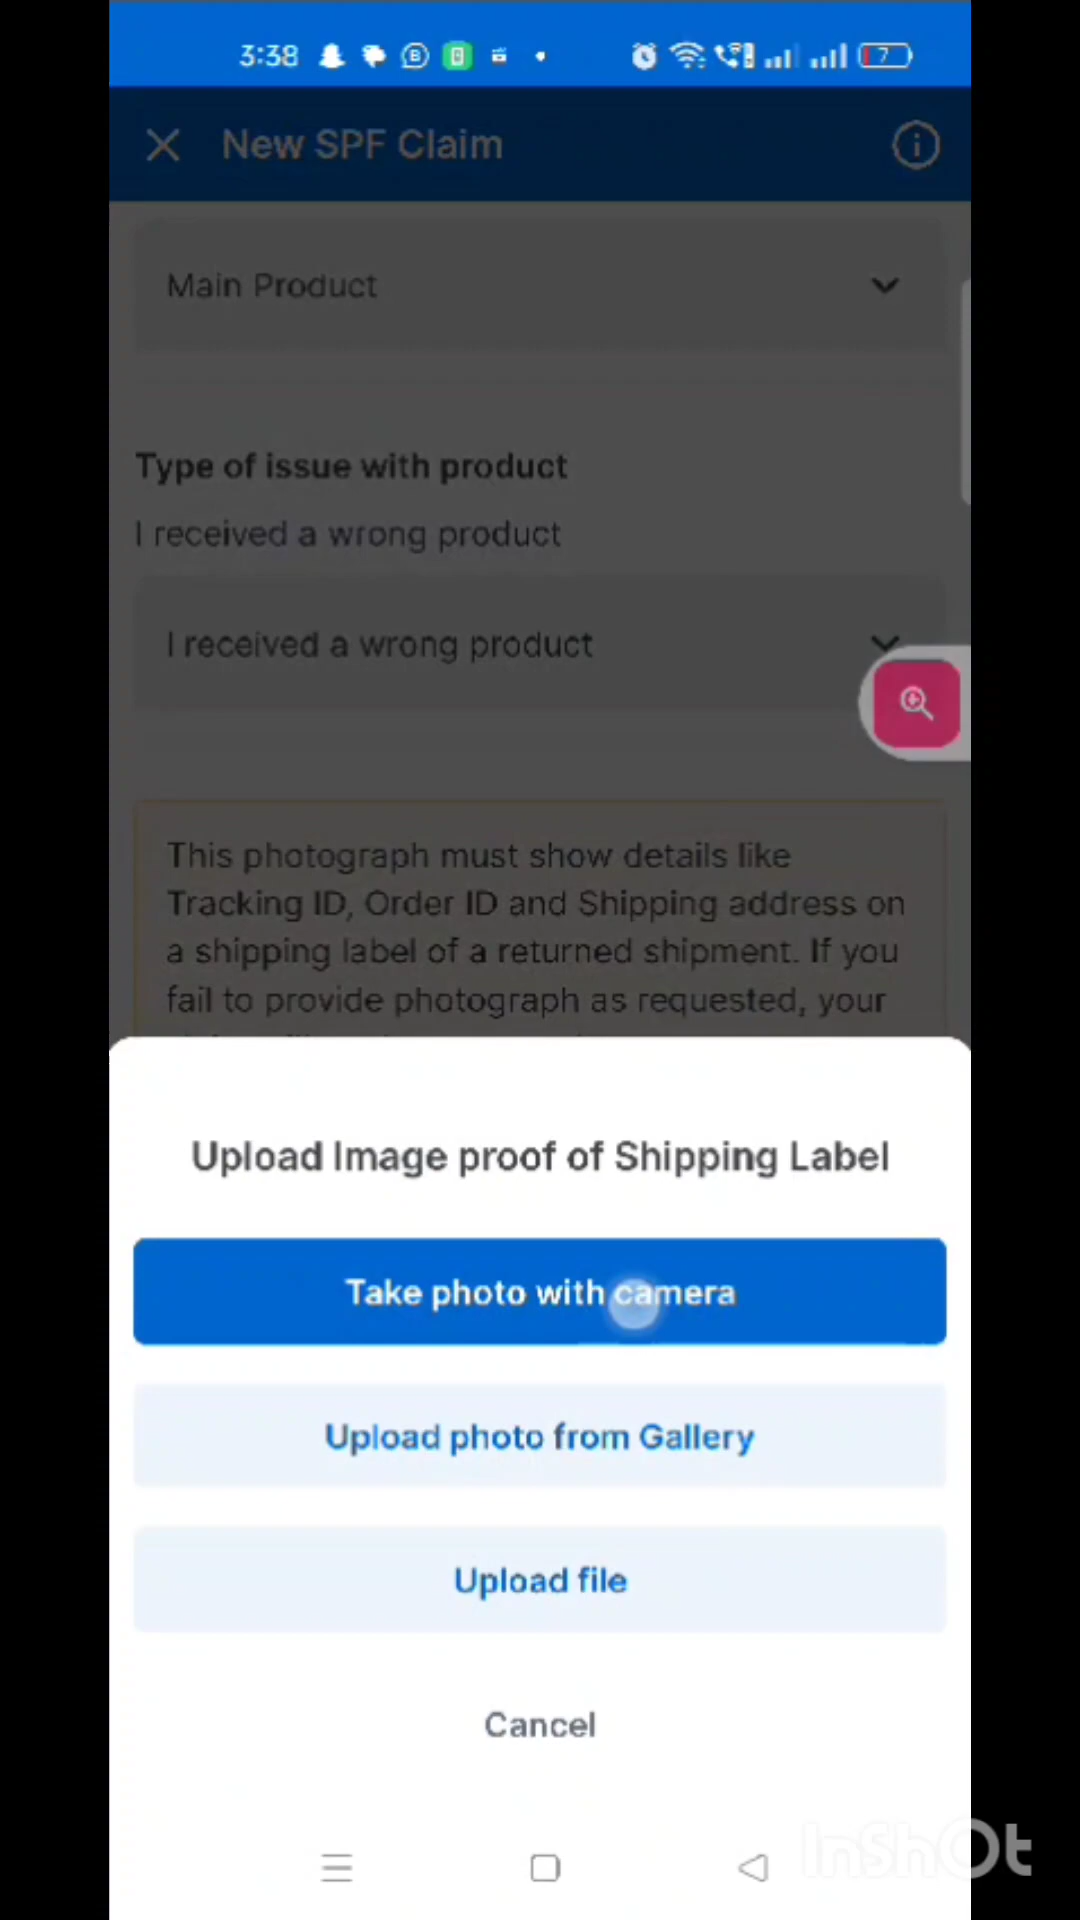 3:38
7
New SPF Claim
Main Product
Type of issue with product
I received a wrong product
I received a wrong product
This photograph must show details like
Tracking ID, Order ID and Shipping address on
a shipping label of a returned shipment. If you
fail to provide photograph as requested, your
Upload Image proof of Shipping Label
Take photo with camera
Upload photo from Gallery
Upload file
Cancel
InShOt